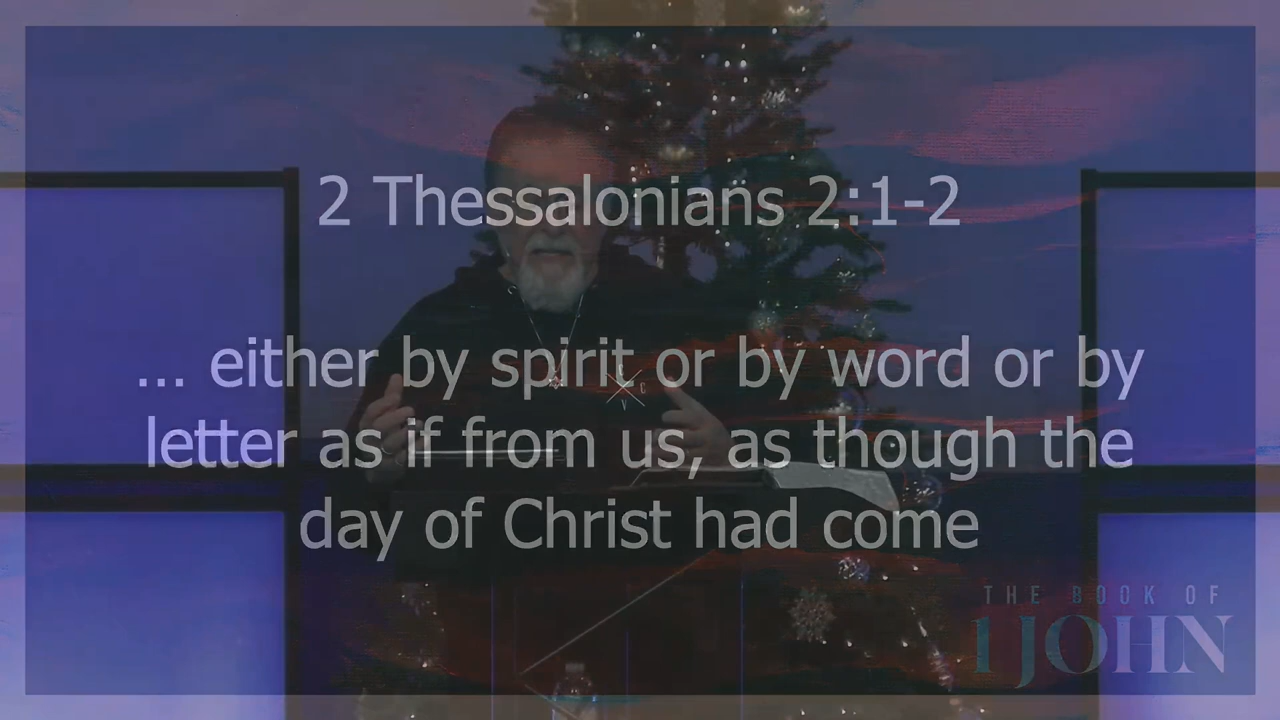 2 Thessalonians 2:1-2
... either by spirit or by word or by
letter as if from us, as though the
day of Christ had come
THE BOOK OF
1 JOHN